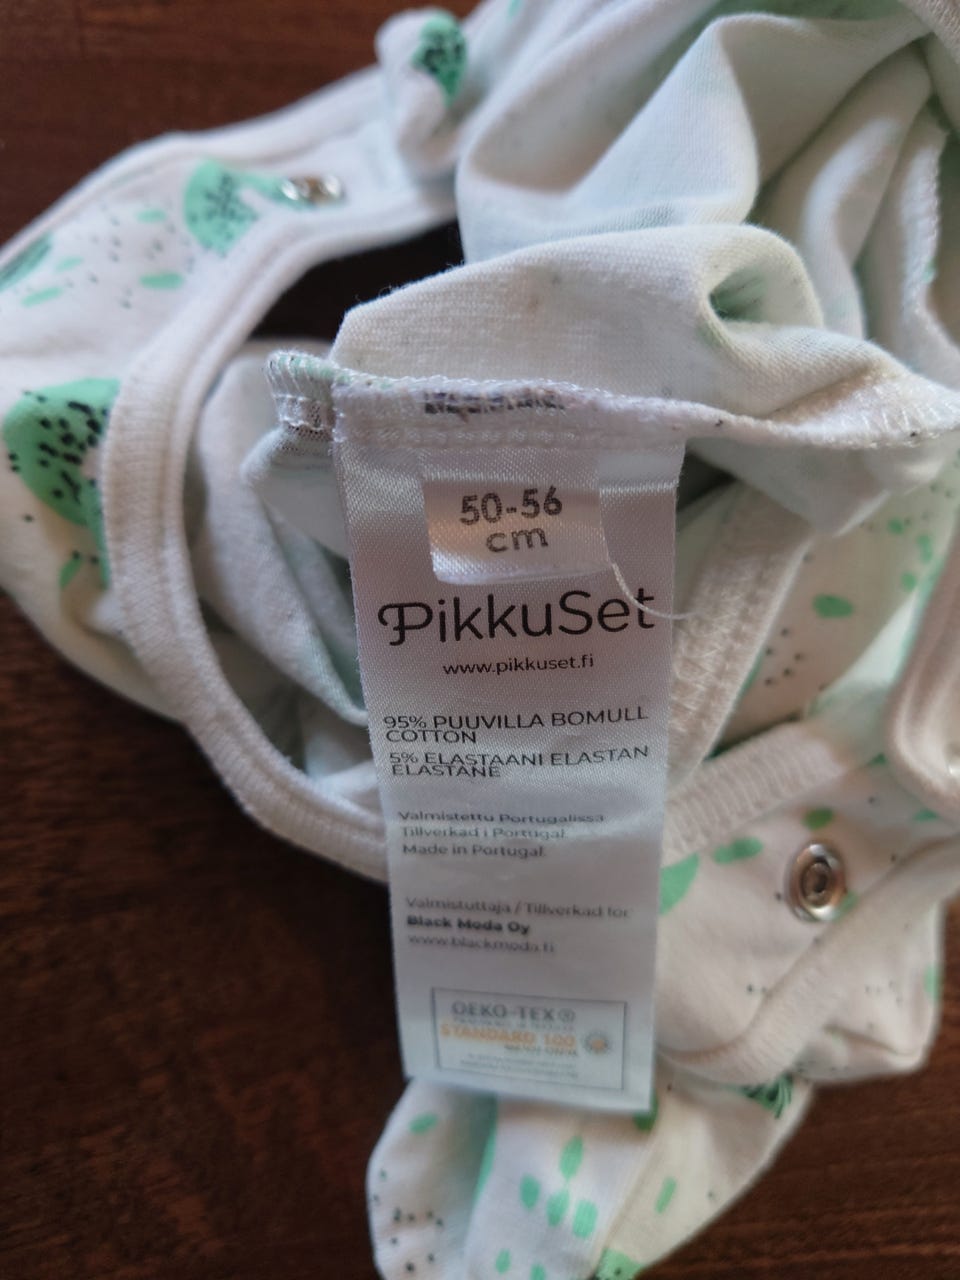 50-56
cm
PikkuSet
www.pikkuset.fi
95% PUUVILLA BOMULL
COTTON
5% ELASTAANI ELASTAN
ELASTANE
Valmistettu Portugalissa
Tillverkad i Portugal.
Made in Portugal.
Valmistuttaja / Tillverkad for:
Black Moda Oy
www.blackmoda.fi
OEKO-TEX®
STANDARD 100